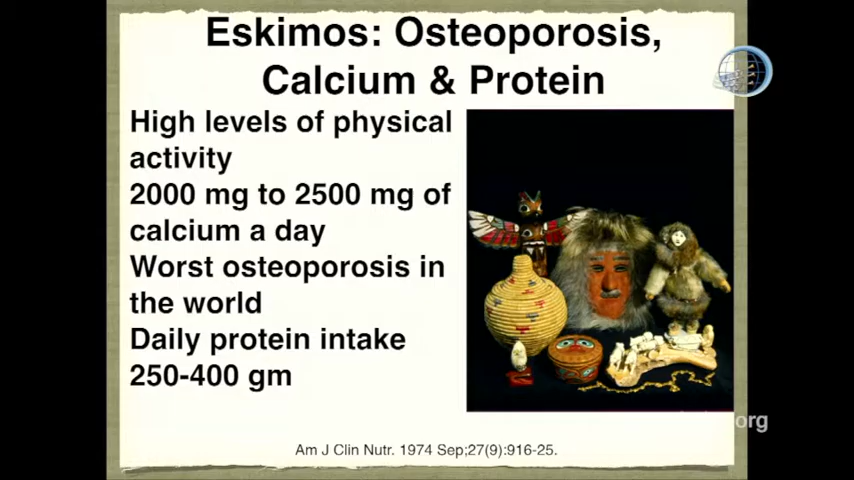 Eskimos: Osteoporosis,
Calcium & Protein
High levels of physical
activity
2000 mg to 2500 mg of
calcium a day
Worst osteoporosis in
the world
Daily protein intake
250-400 gm
org
Am J Clin Nutr. 1974 Sep;27(9):916-25.